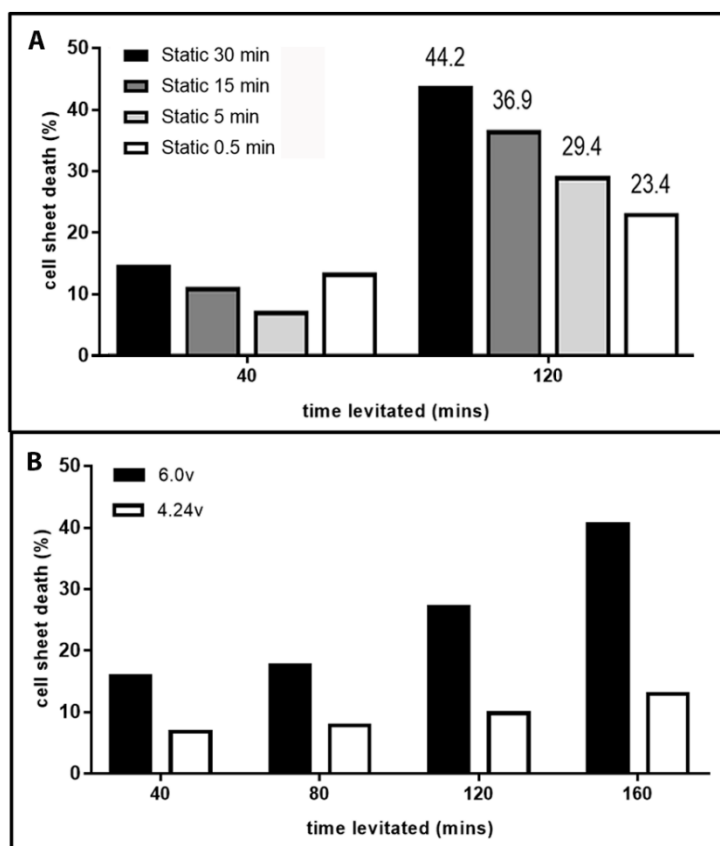 A
Static 30 min
Static 15 min
Static 5 min
Static 0.5 min
44.2
36.9
29.4
23.4
cell sheet death (%)
50
40
30
20
10
0
40
120
time levitated (mins)
B
6.0v
4.24v
cell sheet death (%)
50
40
30
20
10
0
40
80
120
160
time levitated (mins)